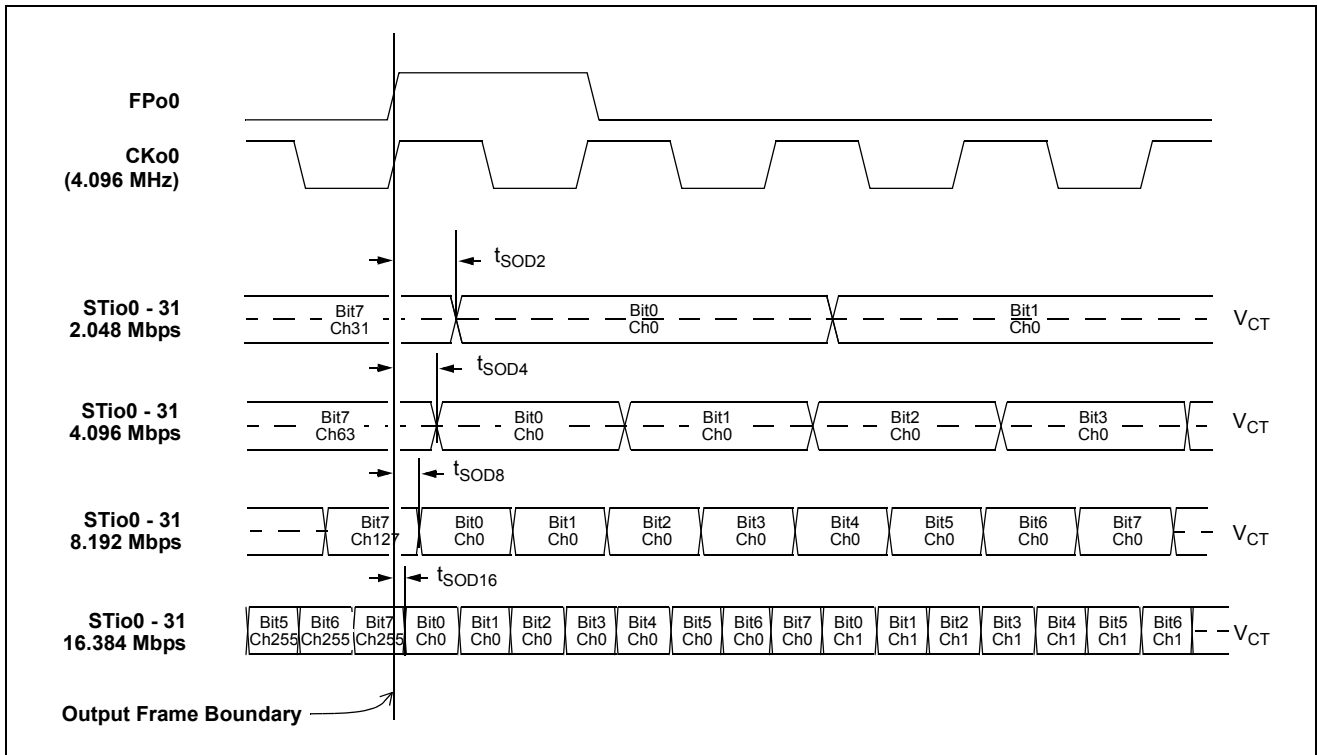 FPo0
CKo0
(4.096 MHz)
tSOD2
STio0 - 31
2.048 Mbps
Bit7
Ch31
Bit0
Ch0
Bit1
Ch0
VCT
tSOD4
STio0 - 31
4.096 Mbps
Bit7
Ch63
Bit0
Ch0
Bit1
Ch0
Bit2
Ch0
Bit3
Ch0
VCT
tSOD8
STio0 - 31
8.192 Mbps
Bit7
Ch127
Bit0
Ch0
Bit1
Ch0
Bit2
Ch0
Bit3
Ch0
Bit4
Ch0
Bit5
Ch0
Bit6
Ch0
Bit7
Ch0
VCT
tSOD16
STio0 - 31
16.384 Mbps
Bit5
Ch255
Bit6
Ch255
Bit7
Ch255
Bit0
Ch0
Bit1
Ch0
Bit2
Ch0
Bit3
Ch0
Bit4
Ch0
Bit5
Ch0
Bit6
Ch0
Bit7
Ch0
Bit0
Ch1
Bit1
Ch1
Bit2
Ch1
Bit3
Ch1
Bit4
Ch1
Bit5
Ch1
Bit6
Ch1
VCT
Output Frame Boundary